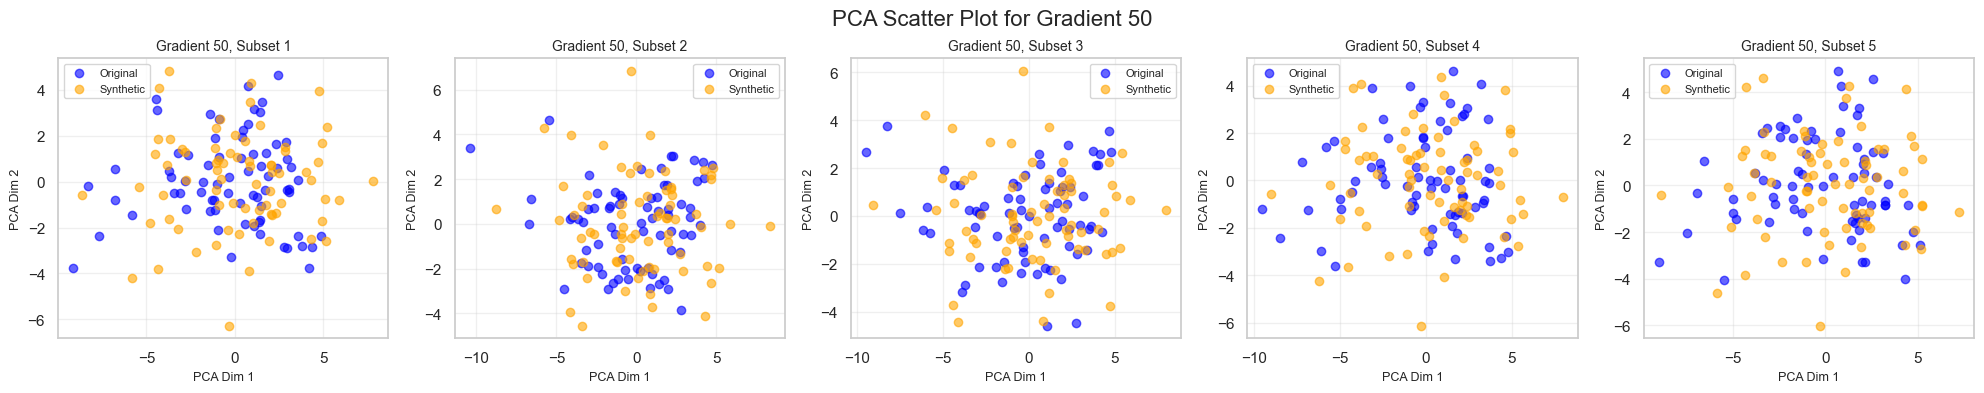 PCA Scatter Plot for Gradient 50
Gradient 50, Subset 1
Original
Synthetic
4
2
0
−2
−4
−6
−5
0
5
PCA Dim 2
PCA Dim 1
Gradient 50, Subset 2
Original
Synthetic
6
4
2
0
−2
−4
−10
−5
0
5
PCA Dim 2
PCA Dim 1
Gradient 50, Subset 3
Original
Synthetic
6
4
2
0
−2
−4
−10
−5
0
5
PCA Dim 2
PCA Dim 1
Gradient 50, Subset 4
Original
Synthetic
4
2
0
−2
−4
−6
−10
−5
0
5
PCA Dim 2
PCA Dim 1
Gradient 50, Subset 5
Original
Synthetic
4
2
0
−2
−4
−6
−5
0
5
PCA Dim 2
PCA Dim 1